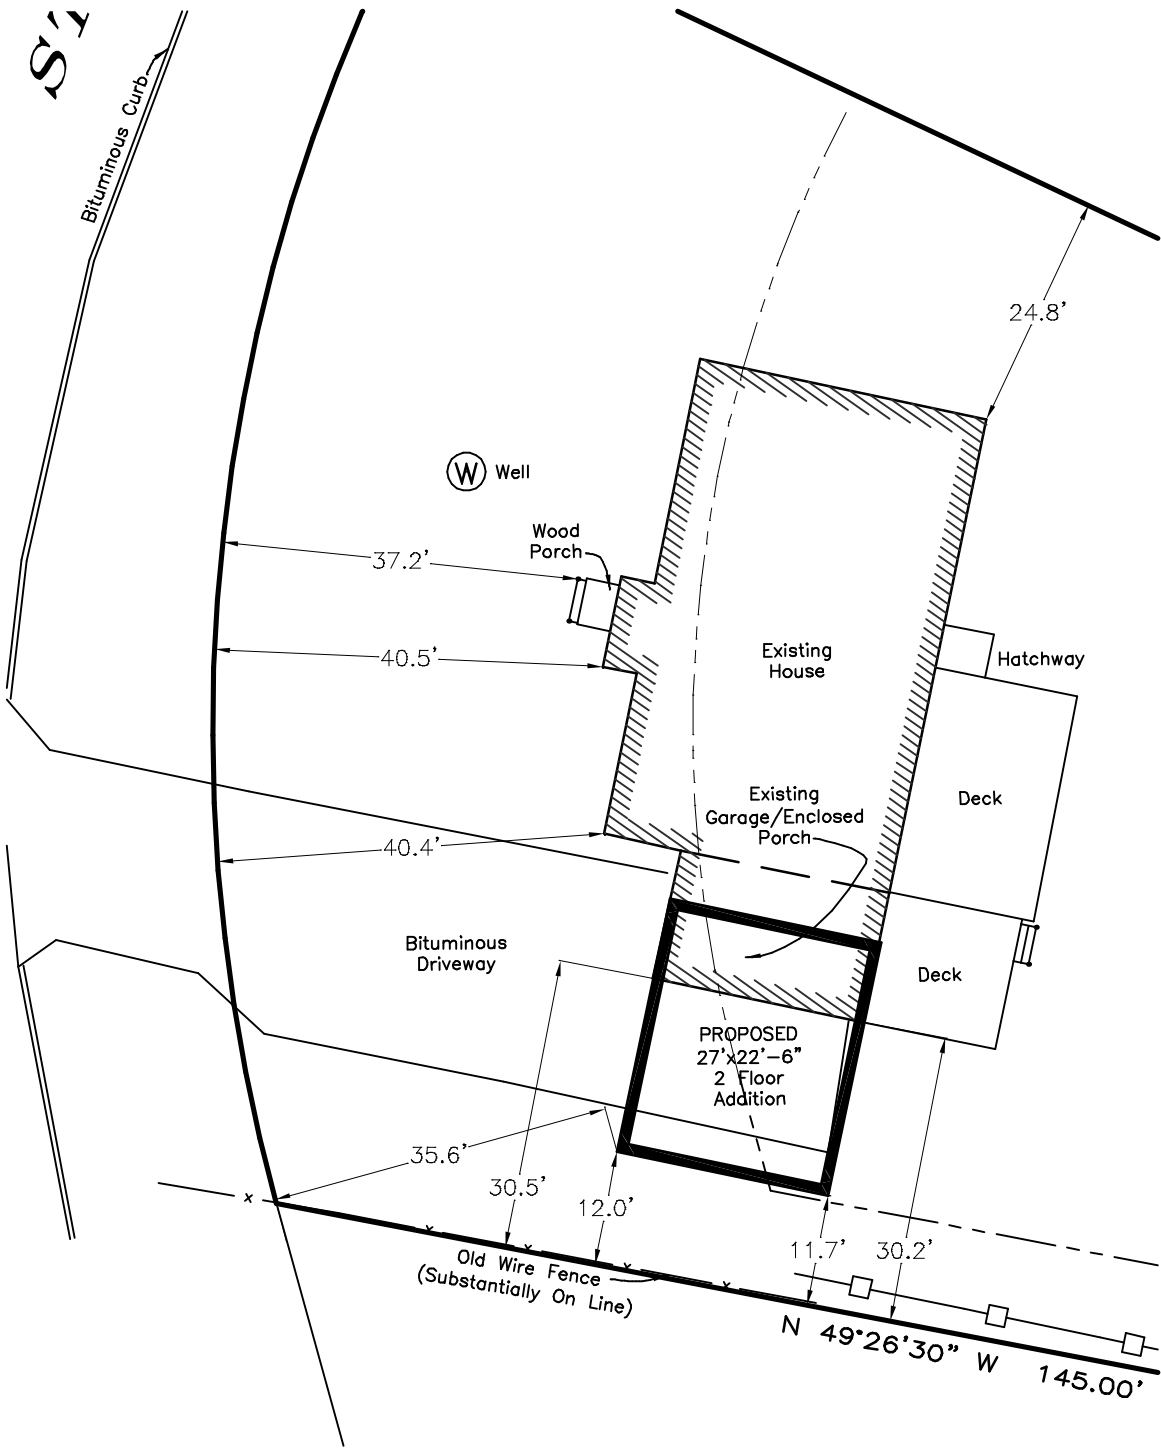 ST
Bituminous Curb
24.8'
W
Well
Wood
Porch
37.2'
40.5'
Existing
House
Hatchway
Deck
Existing
Garage/Enclosed
Porch
40.4'
Bituminous
Driveway
Deck
PROPOSED
27'x22'-6"
2 Floor
Addition
35.6'
30.5'
12.0'
11.7'
30.2'
Old Wire Fence
(Substantially On Line)
N 49°26'30" W 145.00'